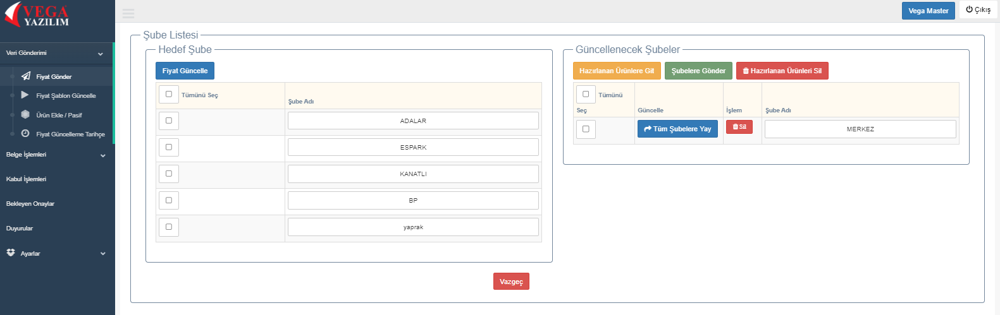 VEGA
YAZILIM
Vega Master
Çıkış
Veri Gönderimi
Fiyat Gönder
Fiyat Şablon Güncelle
Ürün Ekle / Pasif
Fiyat Güncelleme Tarihçe
Belge İşlemleri
Kabul İşlemleri
Bekleyen Onaylar
Duyurular
Ayarlar
Şube Listesi
Hedef Şube
Fiyat Güncelle
Tümünü Seç
Şube Adı
ADALAR
ESPARK
KANATLI
BP
yaprak
Güncellenecek Şubeler
Hazırlanan Ürünlere Git
Şubelere Gönder
Hazırlanan Ürünleri Sil
Tümünü
Seç
Güncelle
İşlem
Şube Adı
Tüm Şubelere Yay
Sil
MERKEZ
Vazgeç